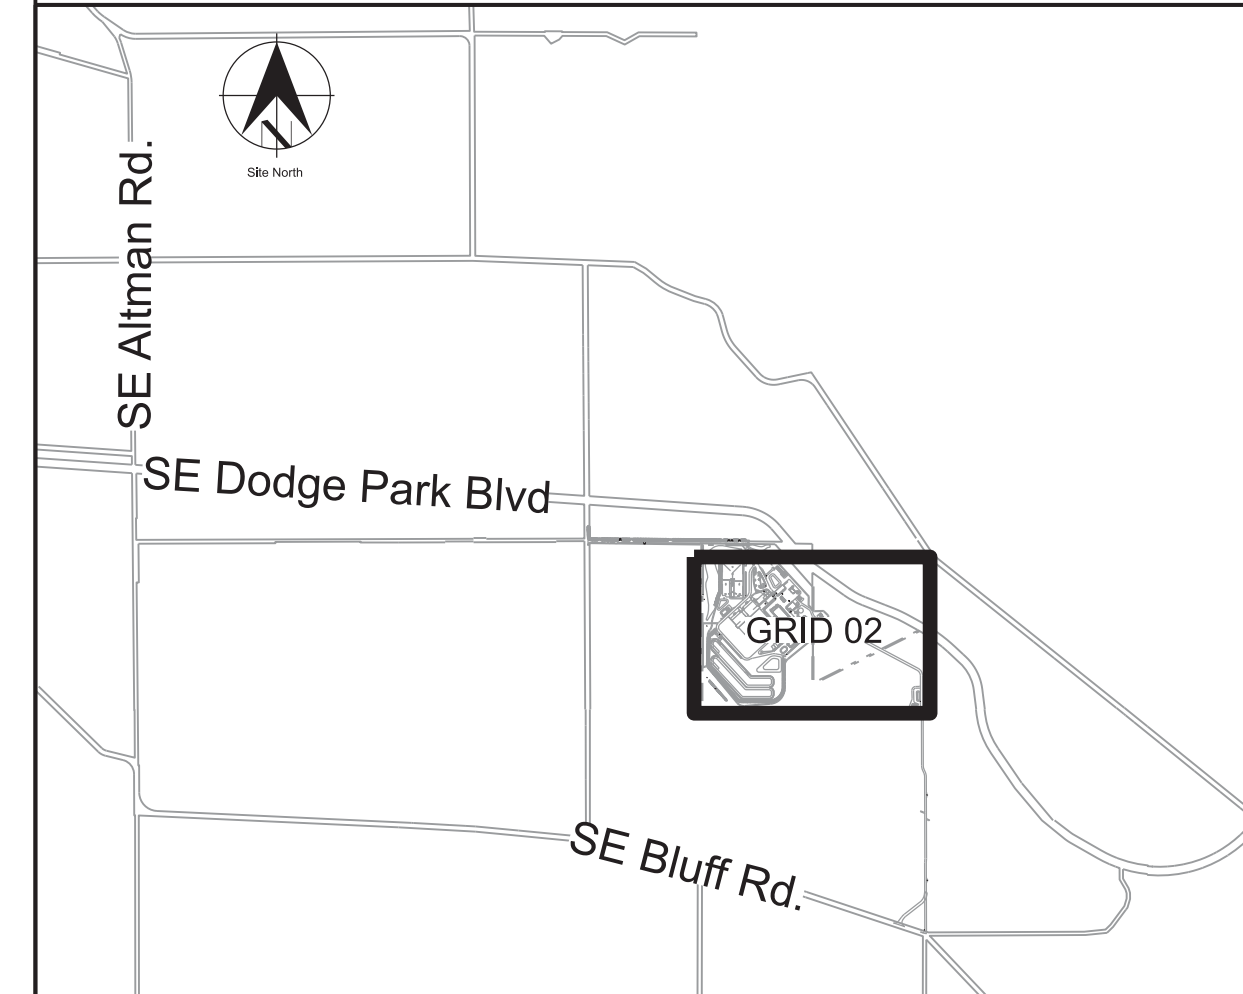 Site North
SE Altman Rd.
SE Dodge Park Blvd
GRID 02
SE Bluff Rd.